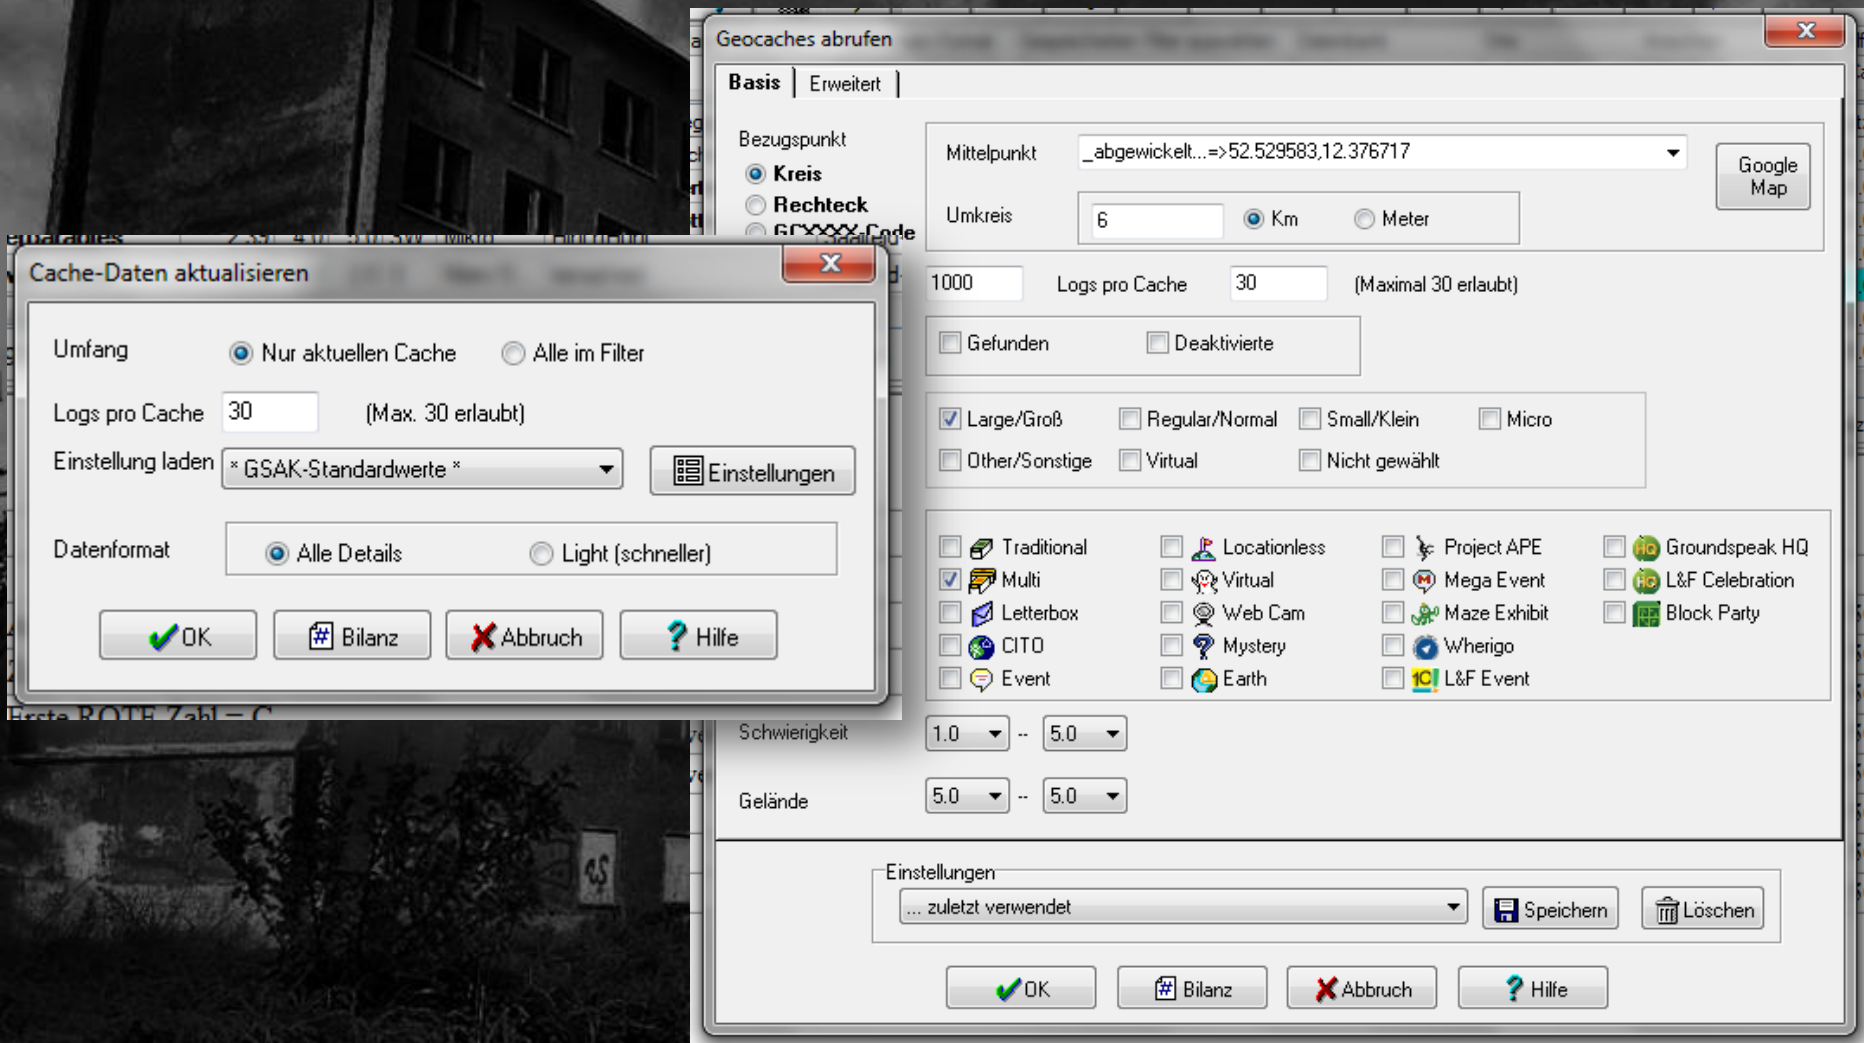 Geocaches abrufen
Basis
Erweitert
Bezugspunkt
Kreis
Rechteck
GCXXXX-Code
Mittelpunkt
_abgewickelt...=>52.529583,12.376717
Google
Map
Umkreis
6
Km
Meter
1000
Logs pro Cache
30
(Maximal 30 erlaubt)
Gefunden
Deaktivierte
Large/Groß
Regular/Normal
Small/Klein
Micro
Other/Sonstige
Virtual
Nicht gewählt
Traditional
Locationless
Project APE
Groundspeak HQ
Multi
Virtual
Mega Event
L&F Celebration
Letterbox
Web Cam
Maze Exhibit
Block Party
CITO
Mystery
Wherigo
Event
Earth
L&F Event
Schwierigkeit
1.0
--
5.0
Gelände
5.0
--
5.0
Einstellungen
... zuletzt verwendet
Speichern
Löschen
OK
Bilanz
Abbruch
Hilfe
Cache-Daten aktualisieren
Umfang
Nur aktuellen Cache
Alle im Filter
Logs pro Cache
30
(Max. 30 erlaubt)
Einstellung laden
* GSAK-Standardwerte *
Einstellungen
Datenformat
Alle Details
Light (schneller)
OK
Bilanz
Abbruch
Hilfe
Erste ROTE Zahl = C